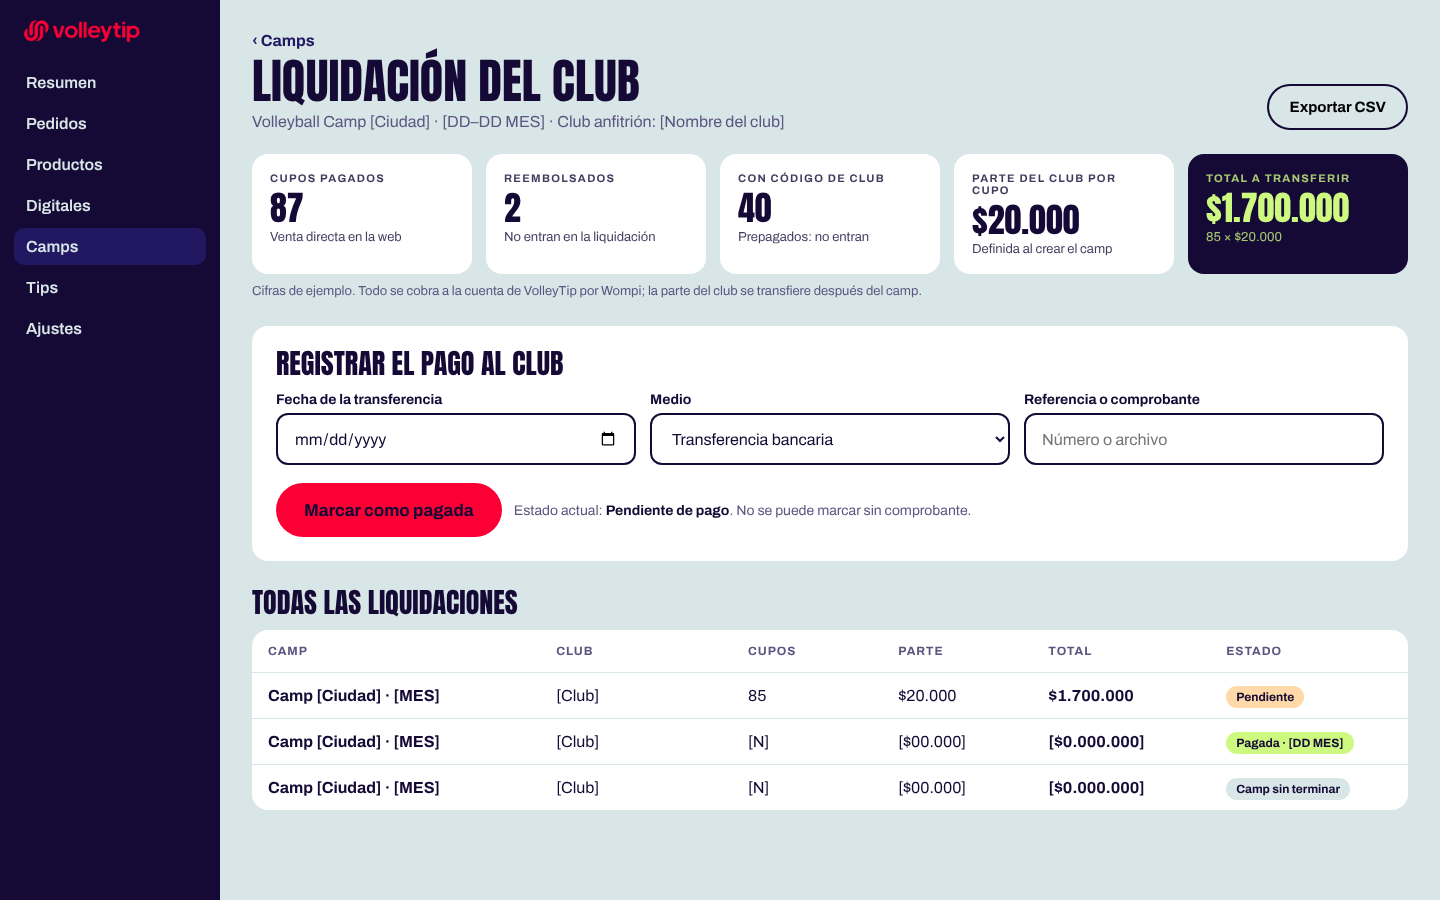 volleytip
Resumen
Pedidos
Productos
Digitales
Camps
Tips
Ajustes
‹ Camps
LIQUIDACIÓN DEL CLUB
Volleyball Camp [Ciudad] · [DD–DD MES] · Club anfitrión: [Nombre del club]
Exportar CSV
CUPOS PAGADOS
87
Venta directa en la web
REEMBOLSADOS
2
No entran en la liquidación
CON CÓDIGO DE CLUB
40
Prepagados: no entran
PARTE DEL CLUB POR
CUPO
$20.000
Definida al crear el camp
TOTAL A TRANSFERIR
$1.700.000
85 × $20.000
Cifras de ejemplo. Todo se cobra a la cuenta de VolleyTip por Wompi; la parte del club se transfiere después del camp.
REGISTRAR EL PAGO AL CLUB
Fecha de la transferencia
mm/dd/yyyy
Medio
Transferencia bancaria
Referencia o comprobante
Número o archivo
Marcar como pagada
Estado actual: Pendiente de pago. No se puede marcar sin comprobante.
TODAS LAS LIQUIDACIONES
CAMP CLUB CUPOS PARTE TOTAL ESTADO
Camp [Ciudad] · [MES] [Club] 85 $20.000 $1.700.000 Pendiente
Camp [Ciudad] · [MES] [Club] [N] [$00.000] [$0.000.000] Pagada · [DD MES]
Camp [Ciudad] · [MES] [Club] [N] [$00.000] [$0.000.000] Camp sin terminar